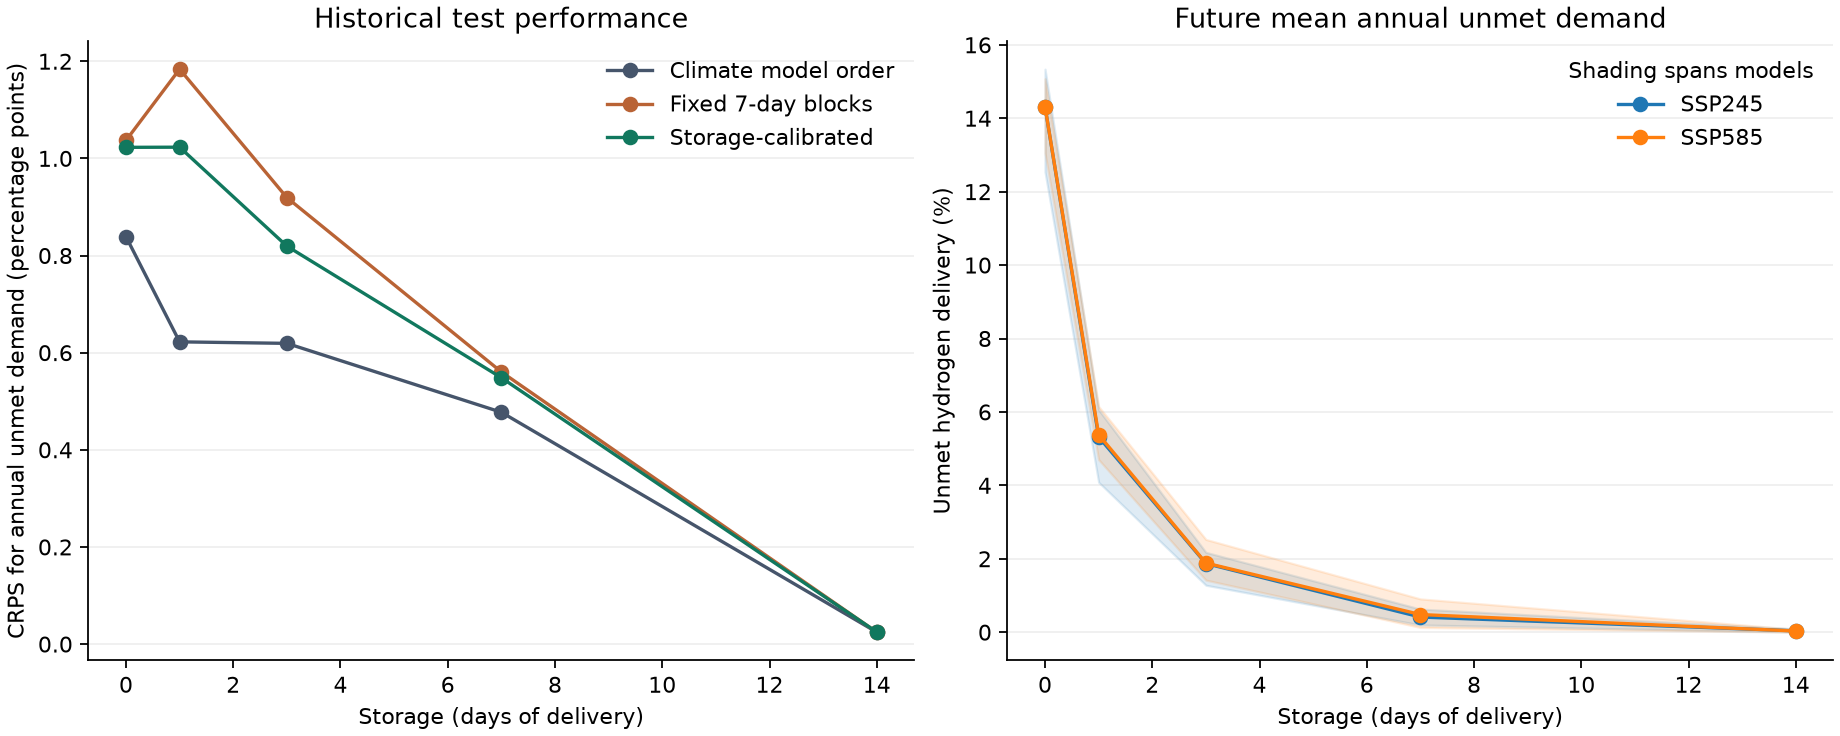 Historical test performance
CRPS for annual unmet demand (percentage points)
1.2
1.0
0.8
0.6
0.4
0.2
0.0
Climate model order
Fixed 7-day blocks
Storage-calibrated
0 2 4 6 8 10 12 14
Storage (days of delivery)
Future mean annual unmet demand
Unmet hydrogen delivery (%)
16
14
12
10
8
6
4
2
0
Shading spans models
SSP245
SSP585
0 2 4 6 8 10 12 14
Storage (days of delivery)